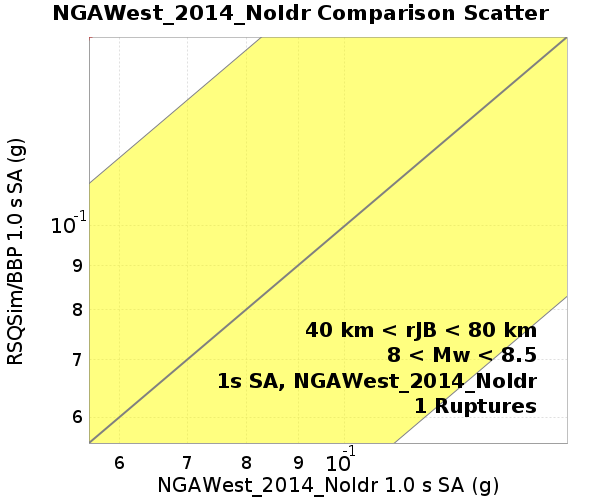 NGAWest_2014_NoIdr Comparison Scatter
RSQSim/BBP 1.0 s SA (g)
10-1
9
8
7
6
40 km < rJB < 80 km
8 < Mw < 8.5
1s SA, NGAWest_2014_NoIdr
1 Ruptures
6 7 8 9 10-1
NGAWest_2014_NoIdr 1.0 s SA (g)